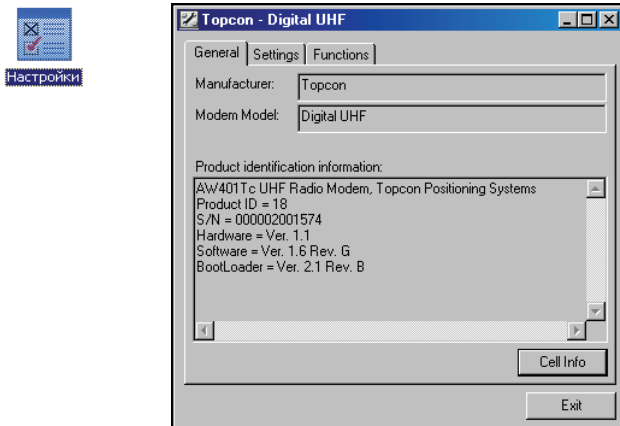 Настройки
Topcon - Digital UHF
General Settings Functions
Manufacturer: Topcon
Modem Model: Digital UHF
Product identification information:
AW401Tc UHF Radio Modem, Topcon Positioning Systems
Product ID = 18
S/N = 000002001574
Hardware = Ver. 1.1
Software = Ver. 1.6 Rev. G
BootLoader = Ver. 2.1 Rev. B
Cell Info
Exit